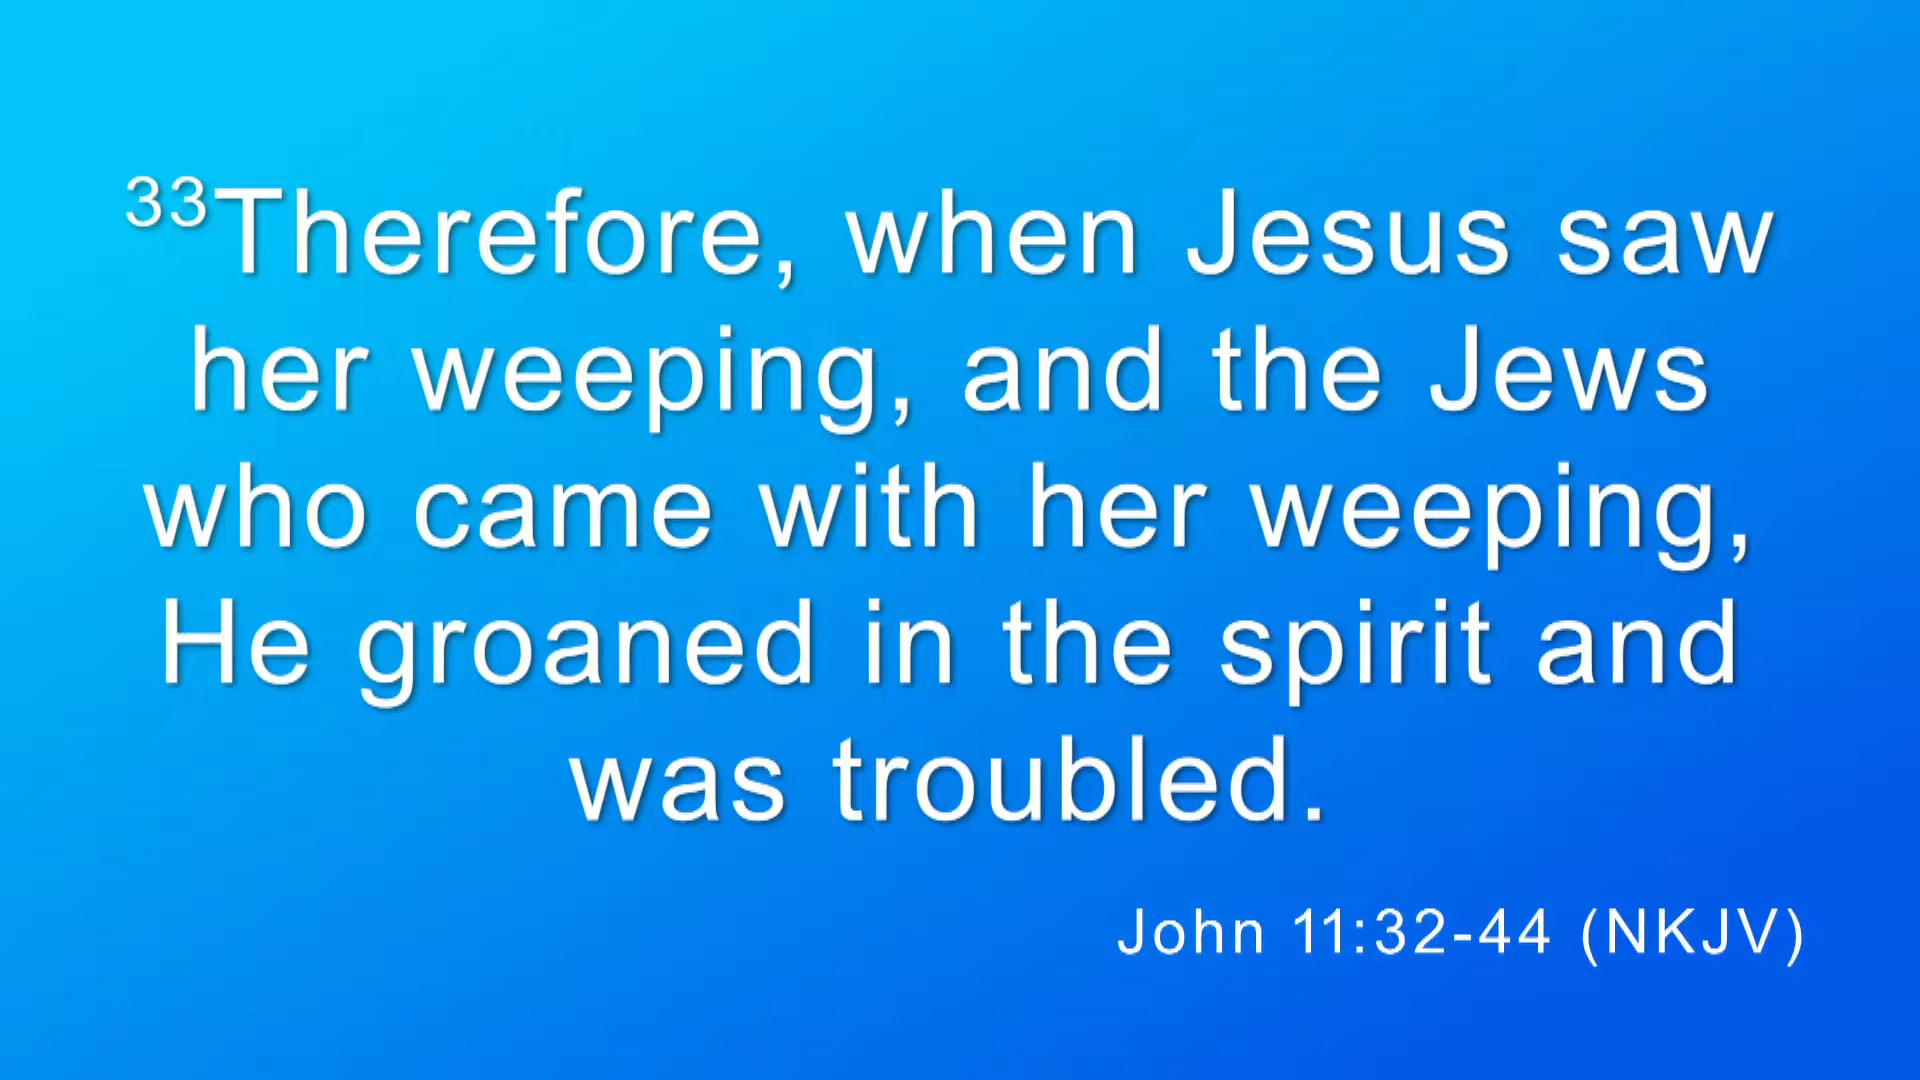 33Therefore, when Jesus saw
her weeping, and the Jews
who came with her weeping,
He groaned in the spirit and
was troubled.
John 11:32-44 (NKJV)